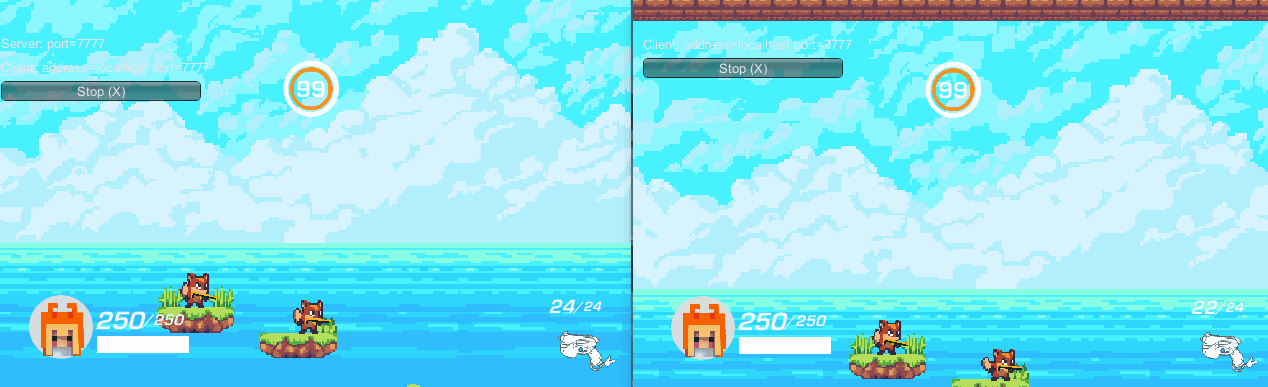 Server: port=7777
Client: address=localhost port=7777
Stop (X)
99
250/250
24/24
Client: address=localhost port=7777
Stop (X)
99
250/250
22/24